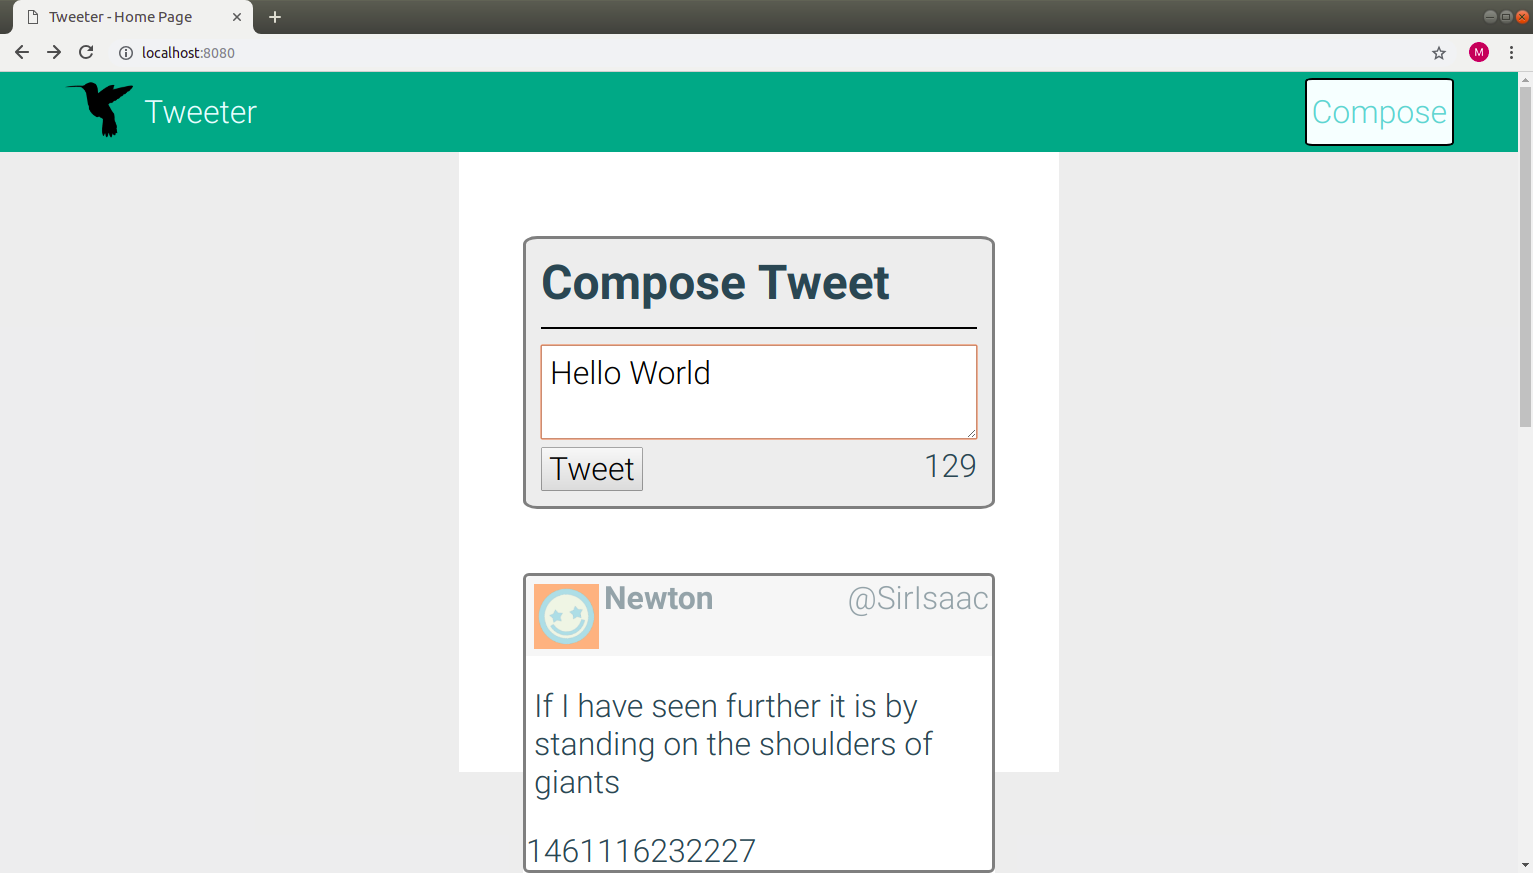 Tweeter - Home Page
localhost:8080
M
Tweeter
Compose
Compose Tweet
Hello World
Tweet
129
Newton
@SirIsaac
If I have seen further it is by
standing on the shoulders of
giants
1461116232227